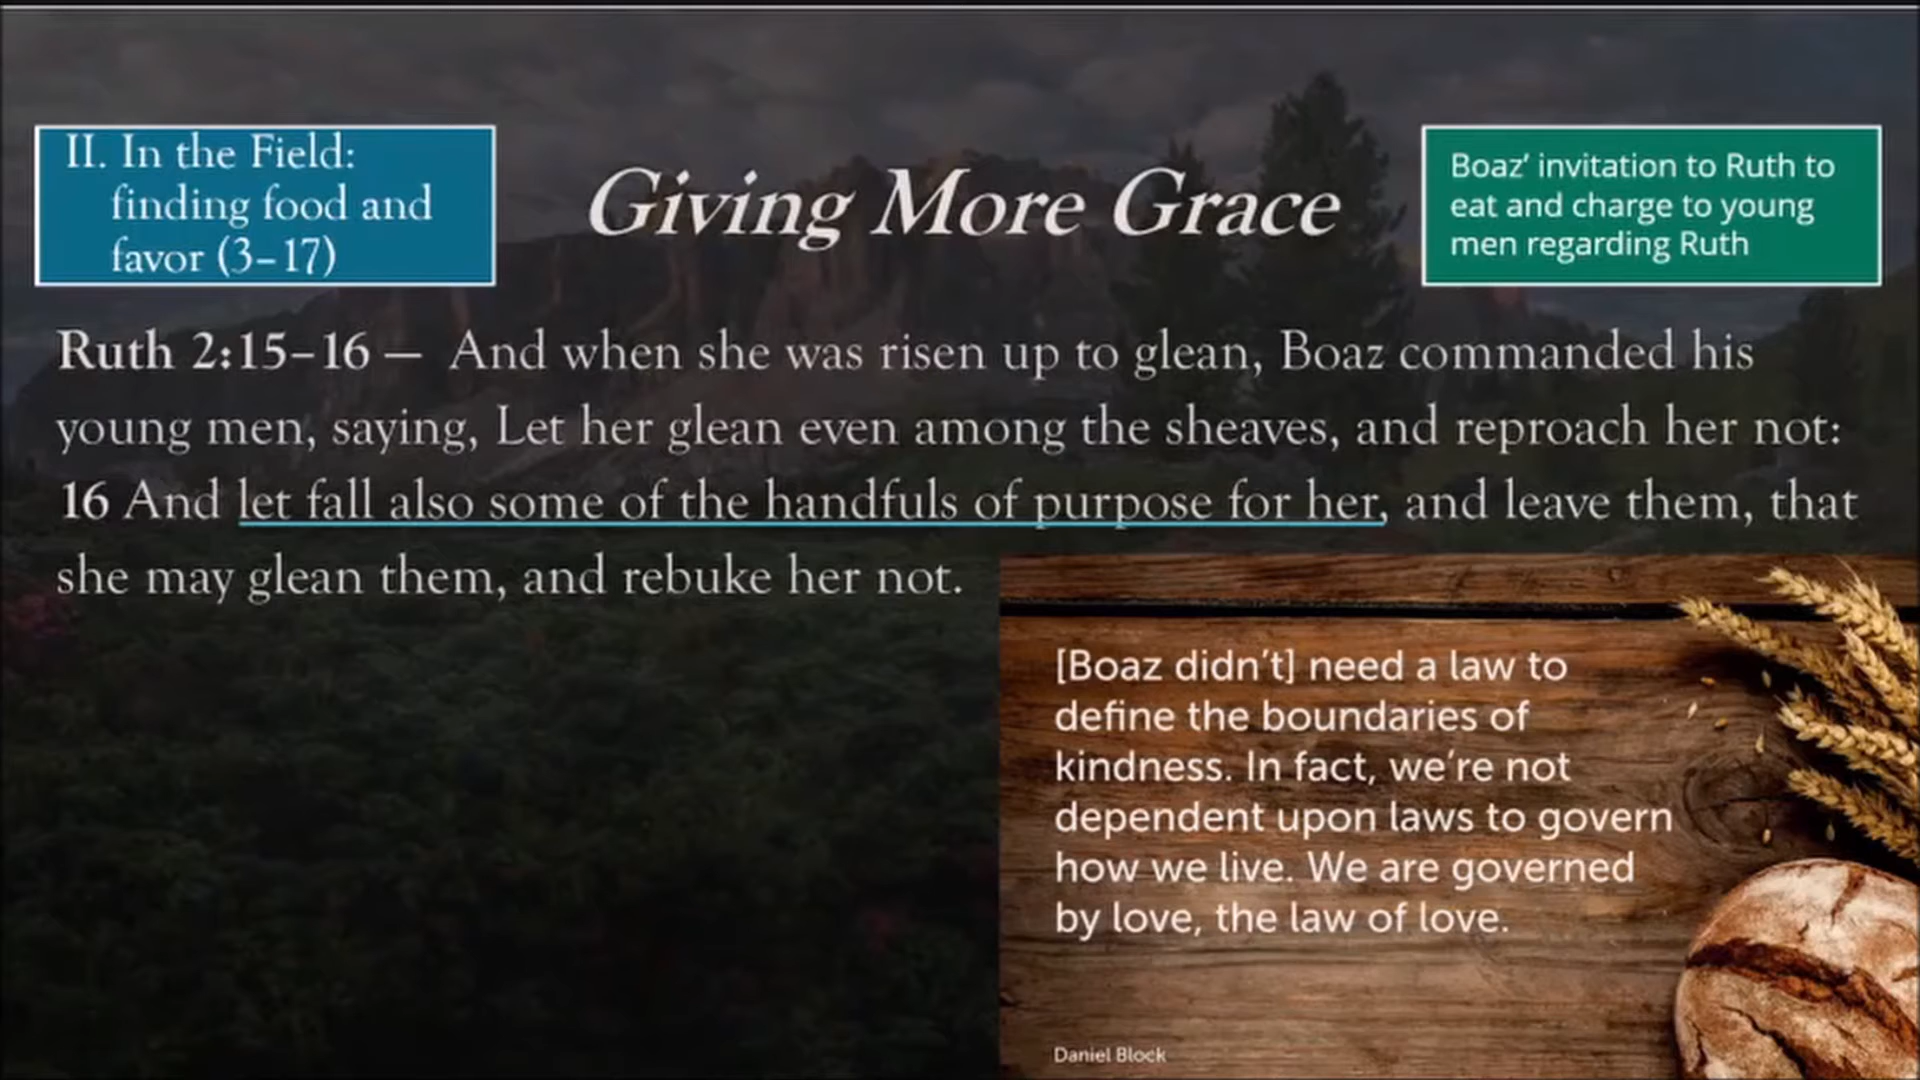 II. In the Field:
finding food and
favor (3–17)
Giving More Grace
Boaz’ invitation to Ruth to
eat and charge to young
men regarding Ruth
Ruth 2:15–16 — And when she was risen up to glean, Boaz commanded his
young men, saying, Let her glean even among the sheaves, and reproach her not:
16 And let fall also some of the handfuls of purpose for her, and leave them, that
she may glean them, and rebuke her not.
[Boaz didn’t] need a law to
define the boundaries of
kindness. In fact, we’re not
dependent upon laws to govern
how we live. We are governed
by love, the law of love.
Daniel Block